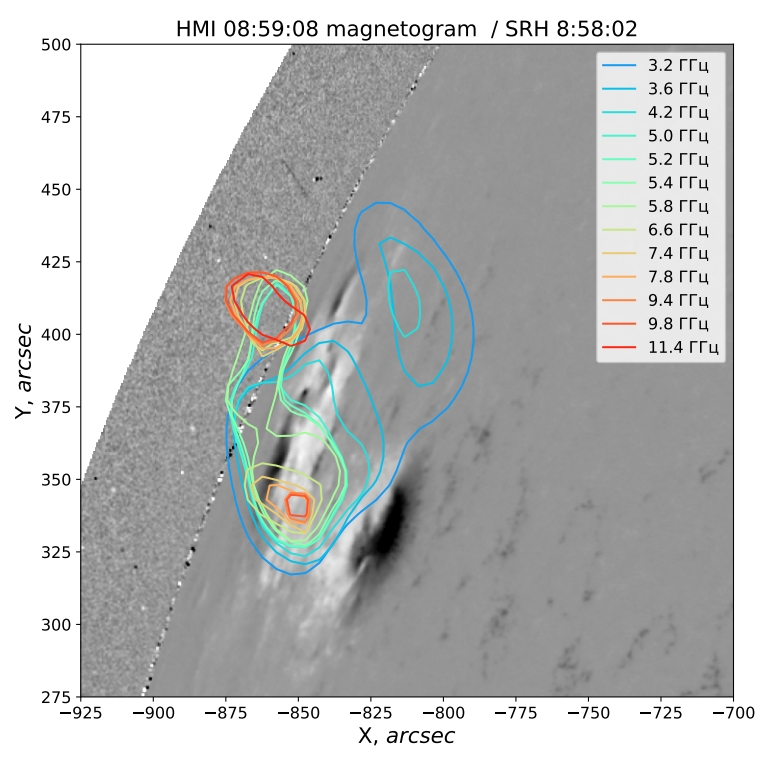 HMI 08:59:08 magnetogram / SRH 8:58:02
500
475
450
425
400
375
350
325
300
275
Y, arcsec
3.2 ГГц
3.6 ГГц
4.2 ГГц
5.0 ГГц
5.2 ГГц
5.4 ГГц
5.8 ГГц
6.6 ГГц
7.4 ГГц
7.8 ГГц
9.4 ГГц
9.8 ГГц
11.4 ГГц
−925 −900 −875 −850 −825 −800 −775 −750 −725 −700
X, arcsec